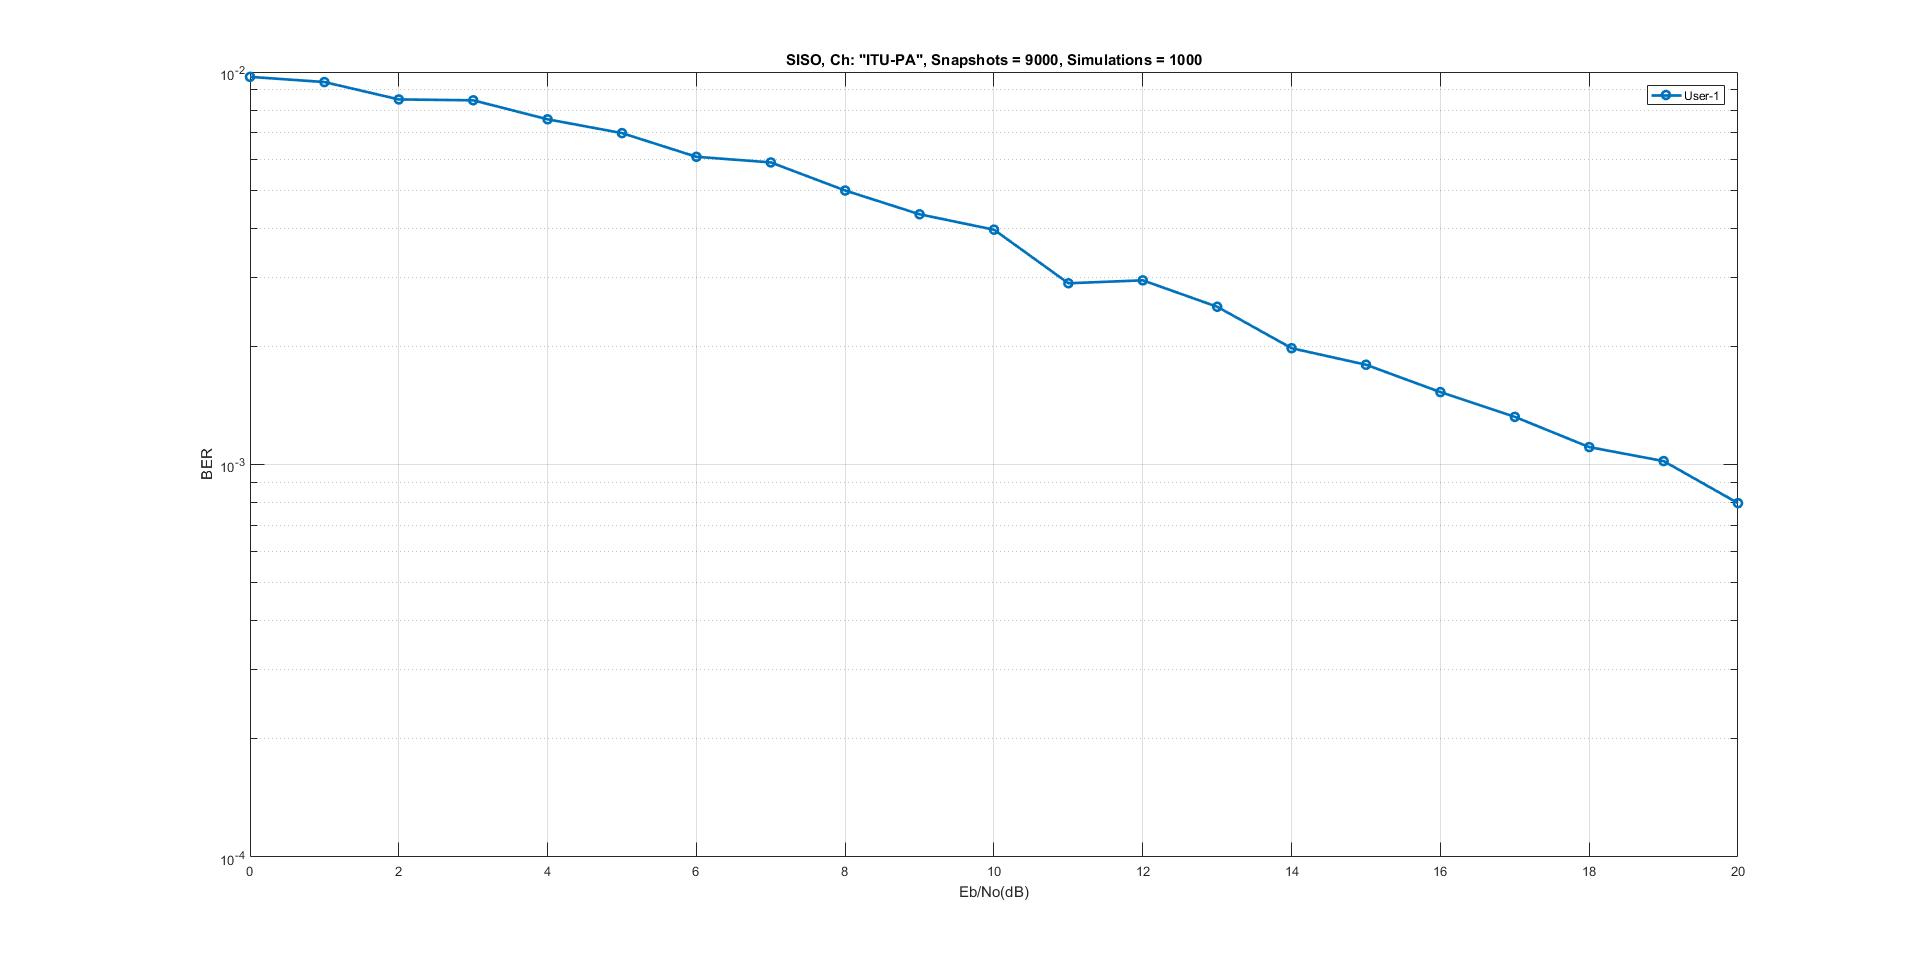 SISO, Ch: "ITU-PA", Snapshots = 9000, Simulations = 1000
10-2
User-1
BER
10-3
10-4
0 2 4 6 8 10 12 14 16 18 20
Eb/No(dB)